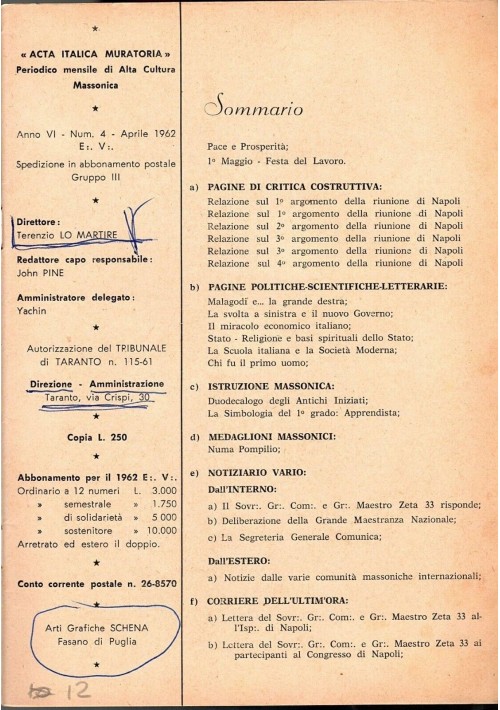 « ACTA ITALICA MURATORIA »
Periodico mensile di Alta Cultura
Massonica
Anno VI - Num. 4 - Aprile 1962
E:. V:.
Spedizione in abbonamento postale
Gruppo III
Direttore:
Terenzio LO MARTIRE
Redattore capo responsabile:
John PINE
Amministratore delegato:
Yachin
Autorizzazione del TRIBUNALE
di TARANTO n. 115-61
Direzione - Amministrazione
Taranto, via Crispi, 30
Copia L. 250
Abbonamento per il 1962 E:. V:.
Ordinario a 12 numeri L. 3.000
» semestrale » 1.750
» di solidarietà » 5 000
» sostenitore » 10.000
Arretrato ed estero il doppio.
Conto corrente postale n. 26-8570
Arti Grafiche SCHENA
Fasano di Puglia
12
Sommario
Pace e Prosperità;
1º Maggio - Festa del Lavoro.
a) PAGINE DI CRITICA COSTRUTTIVA:
Relazione sul 1º argomento della riunione di Napoli
Relazione sul 1º argomento della riunione di Napoli
Relazione sul 2º argomento della riunione di Napoli
Relazione sul 3º argomento della riunione di Napoli
Relazione sul 3º argomento della riunione di Napoli
Relazione sul 4º argomento della riunione di Napoli
b) PAGINE POLITICHE-SCIENTIFICHE-LETTERARIE:
Malagodi e... la grande destra;
La svolta a sinistra e il nuovo Governo;
Il miracolo economico italiano;
Stato - Religione e basi spirituali dello Stato;
La Scuola italiana e la Società Moderna;
Chi fu il primo uomo;
c) ISTRUZIONE MASSONICA:
Duodecalogo degli Antichi Iniziati;
La Simbologia del 1º grado: Apprendista;
d) MEDAGLIONI MASSONICI:
Numa Pompilio;
e) NOTIZIARIO VARIO:
Dall'INTERNO:
a) Il Sovr:. Gr:. Com:. e Gr:. Maestro Zeta 33 risponde;
b) Deliberazione della Grande Maestranza Nazionale;
c) La Segreteria Generale Comunica;
Dall'ESTERO:
a) Notizie dalle varie comunità massoniche internazionali;
f) CORRIERE DELL'ULTIM'ORA:
a) Lettera del Sovr:. Gr:. Com:. e Gr:. Maestro Zeta 33 al-
l'Isp:. di Napoli;
b) Lettera del Sovr:. Gr:. Com:. e Gr:. Maestro Zeta 33 ai
partecipanti al Congresso di Napoli;